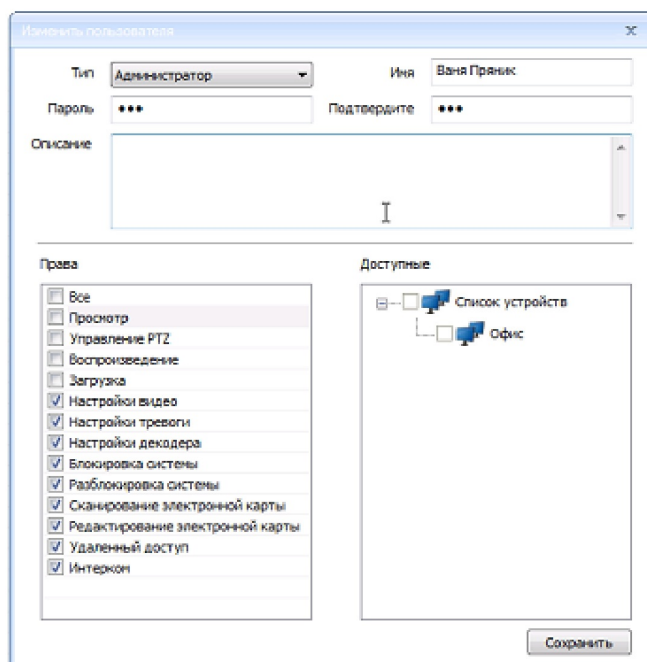 Изменить пользователя
Тип Администратор Имя Ваня Пряник
Пароль ●●● Подтвердите ●●●
Описание
Права Доступные
Все
Просмотр
Управление PTZ
Воспроизведение
Загрузка
Настройки видео
Настройки тревоги
Настройки декодера
Блокировка системы
Разблокировка системы
Сканирование электронной карты
Редактирование электронной карты
Удаленный доступ
Интерком
Список устройств
Офис
Сохранить